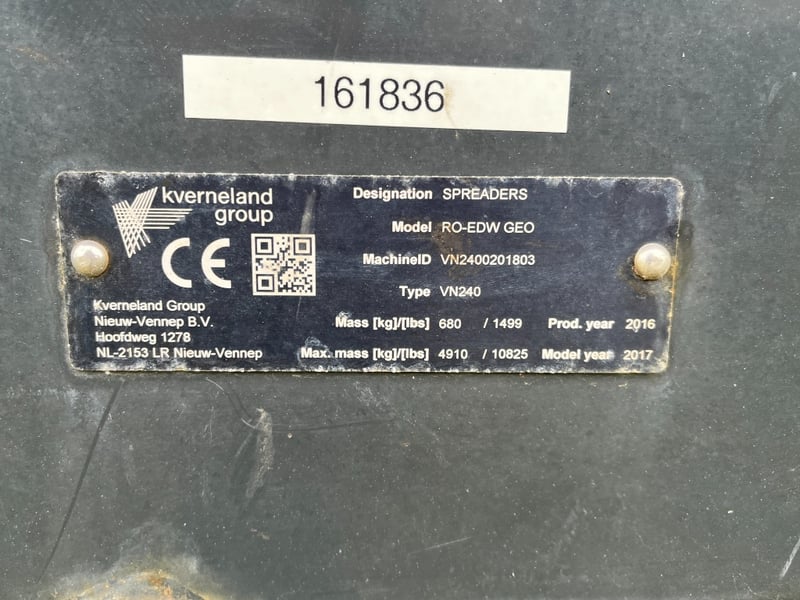 161836
kverneland
group
CE
Kverneland Group
Nieuw-Vennep B.V.
Hoofdweg 1278
NL-2153 LR Nieuw-Vennep
Designation SPREADERS
Model RO-EDW GEO
MachineID VN2400201803
Type VN240
Mass [kg]/[lbs] 680 / 1499 Prod. year 2016
Max. mass [kg]/[lbs] 4910 / 10825 Model year 2017